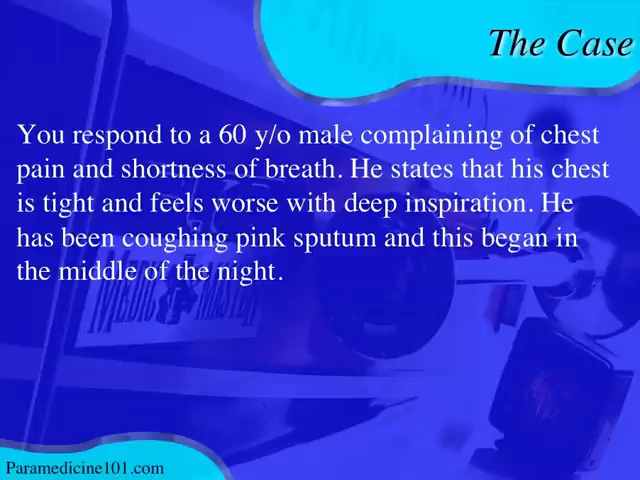 The Case
You respond to a 60 y/o male complaining of chest
pain and shortness of breath. He states that his chest
is tight and feels worse with deep inspiration. He
has been coughing pink sputum and this began in
the middle of the night.
MEDIC MASTER
Paramedicine101.com